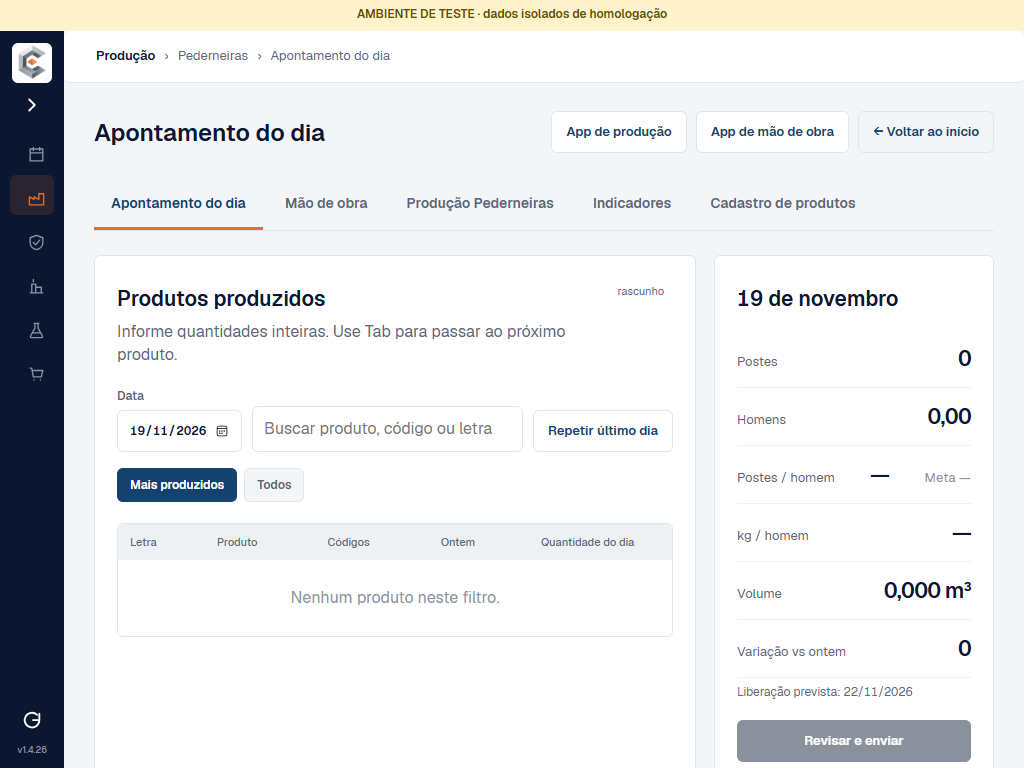 AMBIENTE DE TESTE · dados isolados de homologação
Produção › Pederneiras › Apontamento do dia
Apontamento do dia
App de produção
App de mão de obra
← Voltar ao início
Apontamento do dia
Mão de obra
Produção Pederneiras
Indicadores
Cadastro de produtos
Produtos produzidos
rascunho
Informe quantidades inteiras. Use Tab para passar ao próximo
produto.
Data
19/11/2026
Buscar produto, código ou letra
Repetir último dia
Mais produzidos
Todos
Letra Produto Códigos Ontem Quantidade do dia
Nenhum produto neste filtro.
19 de novembro
Postes 0
Homens 0,00
Postes / homem — Meta —
kg / homem —
Volume 0,000 m³
Variação vs ontem 0
Liberação prevista: 22/11/2026
Revisar e enviar
v1.4.26